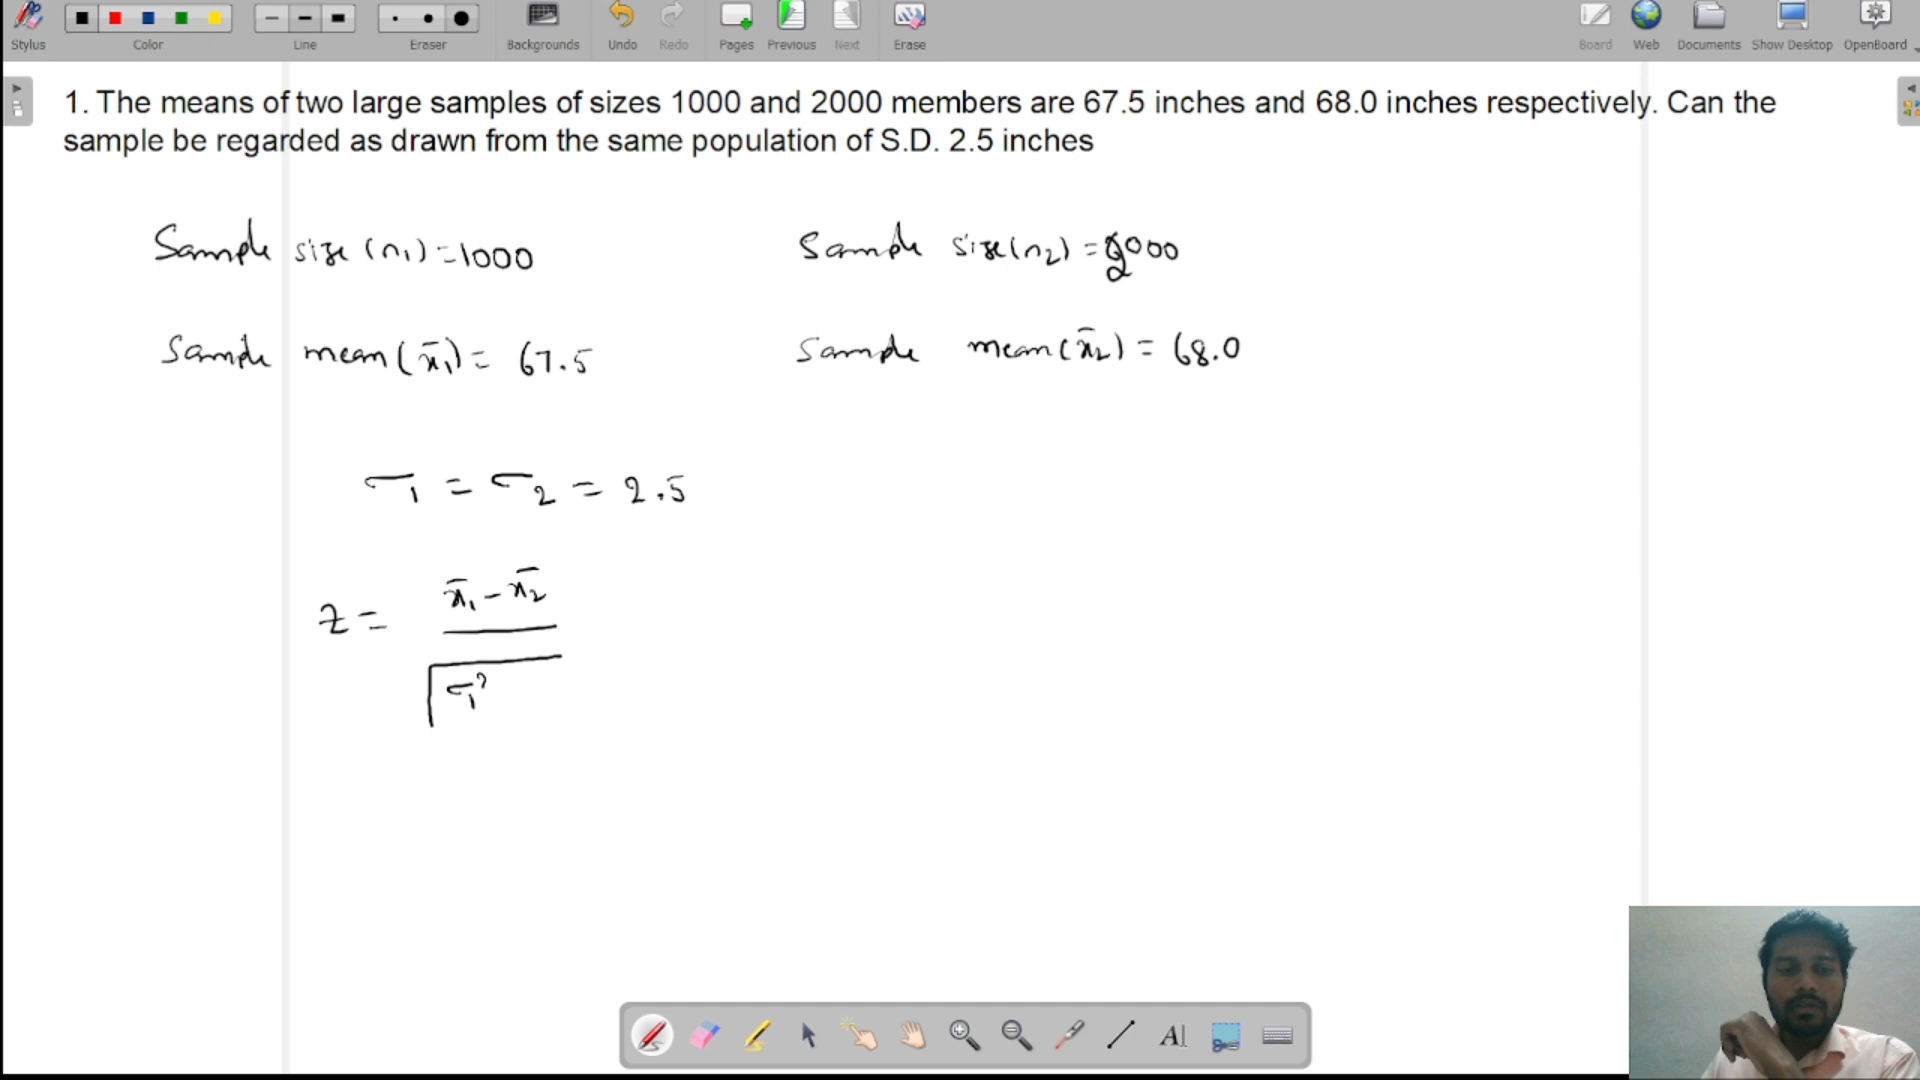 Stylus Color Line Eraser Backgrounds Undo Redo Pages Previous Next Erase Board Web Documents Show Desktop OpenBoard
1. The means of two large samples of sizes 1000 and 2000 members are 67.5 inches and 68.0 inches respectively. Can the
sample be regarded as drawn from the same population of S.D. 2.5 inches
Sample size (n₁) = 1000
Sample size (n₂) = 2000
Sample mean (x̄₁) = 67.5
Sample mean (x̄₂) = 68.0
σ₁ = σ₂ = 2.5
z = 
x̄₁ - x̄₂
√σ₁²
AI